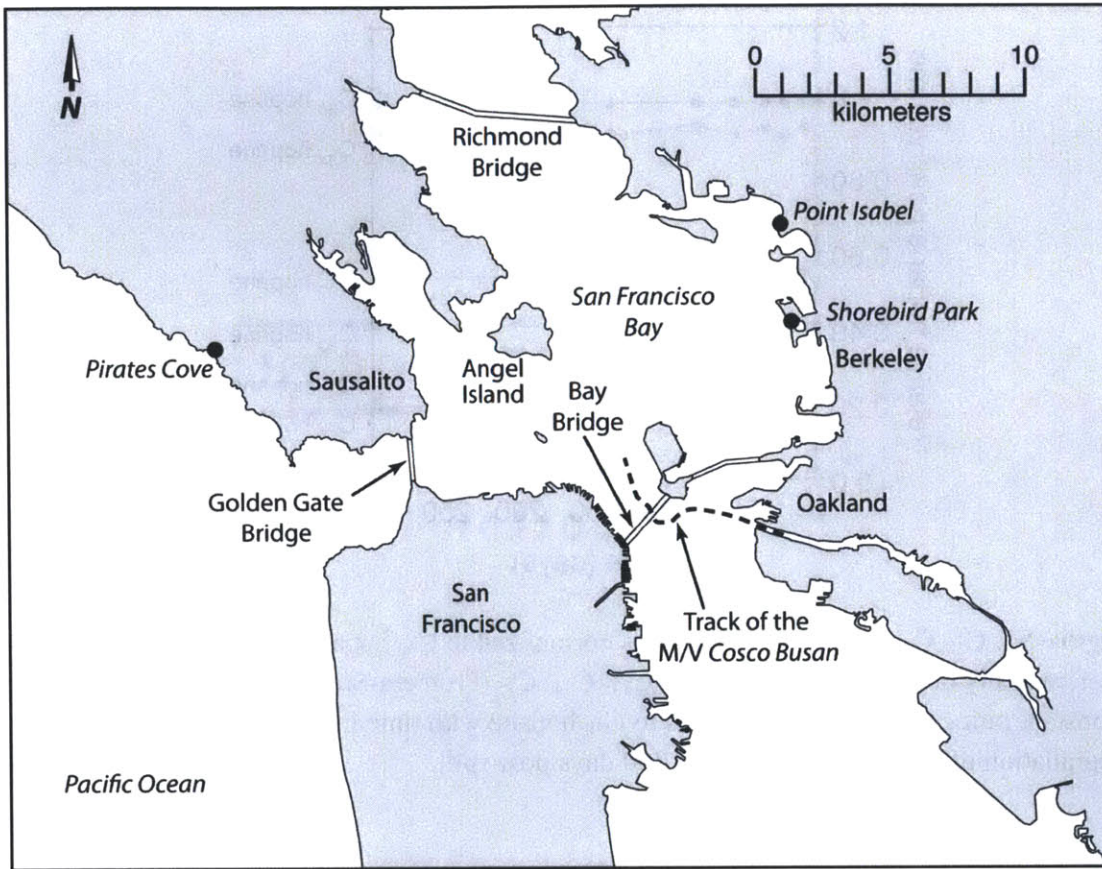 0 5 10
kilometers
N
Richmond
Bridge
Point Isabel
San Francisco
Bay
Shorebird Park
Pirates Cove
Sausalito
Angel
Island
Berkeley
Bay
Bridge
Golden Gate
Bridge
Oakland
San
Francisco
Track of the
M/V Cosco Busan
Pacific Ocean